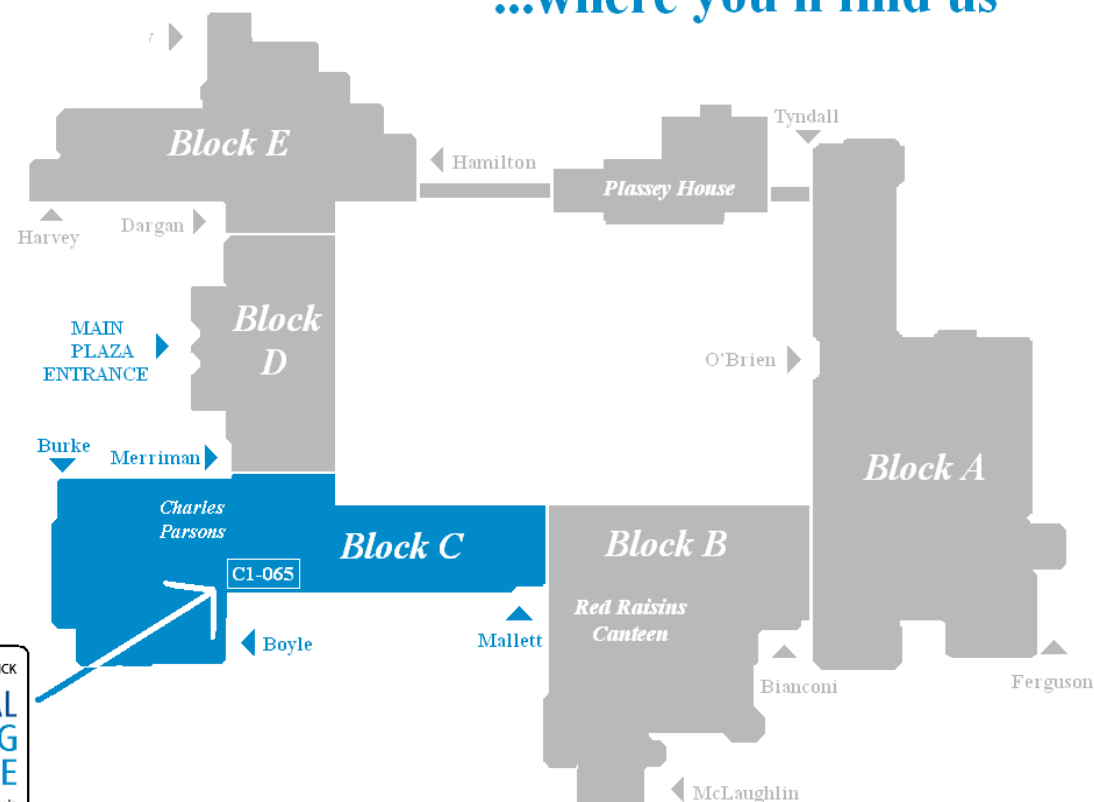 ...where you'll find us
Tyndall
Block E
Hamilton
Plassey House
Dargan
Harvey
Block
D
MAIN
PLAZA
ENTRANCE
O'Brien
Burke
Merriman
Block A
Charles
Parsons
Block C
Block B
C1-065
Red Raisins
Canteen
Boyle
Mallett
Bianconi
Ferguson
McLaughlin